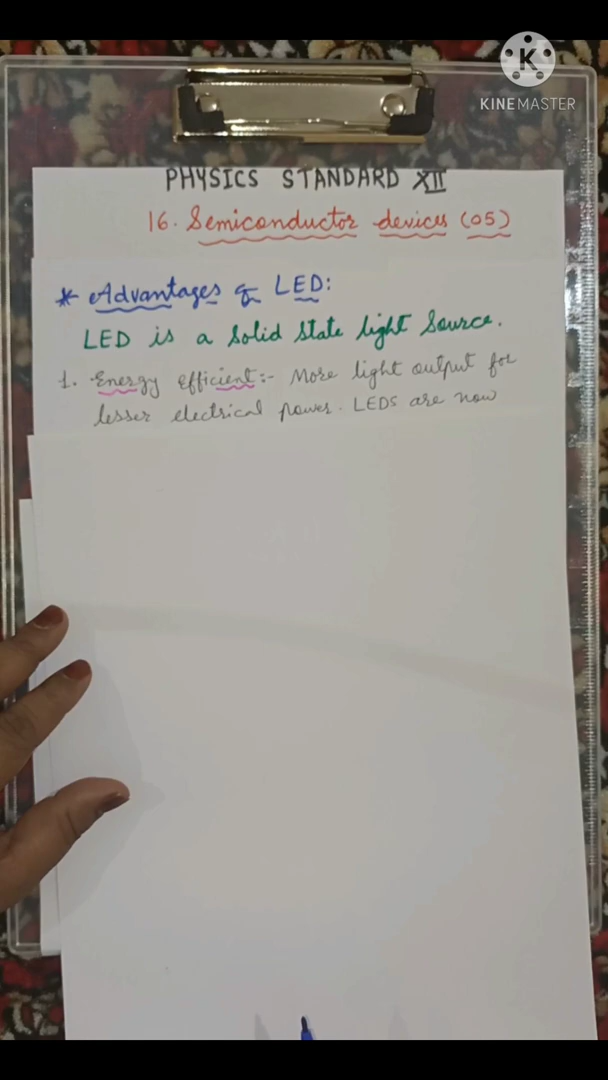 K
KINEMASTER
PHYSICS STANDARD XII
16. Semiconductor devices (05)
* Advantages of LED:
LED is a Solid State light Source.
1. Energy efficient:- More light output for
lesser electrical power. LEDS are now